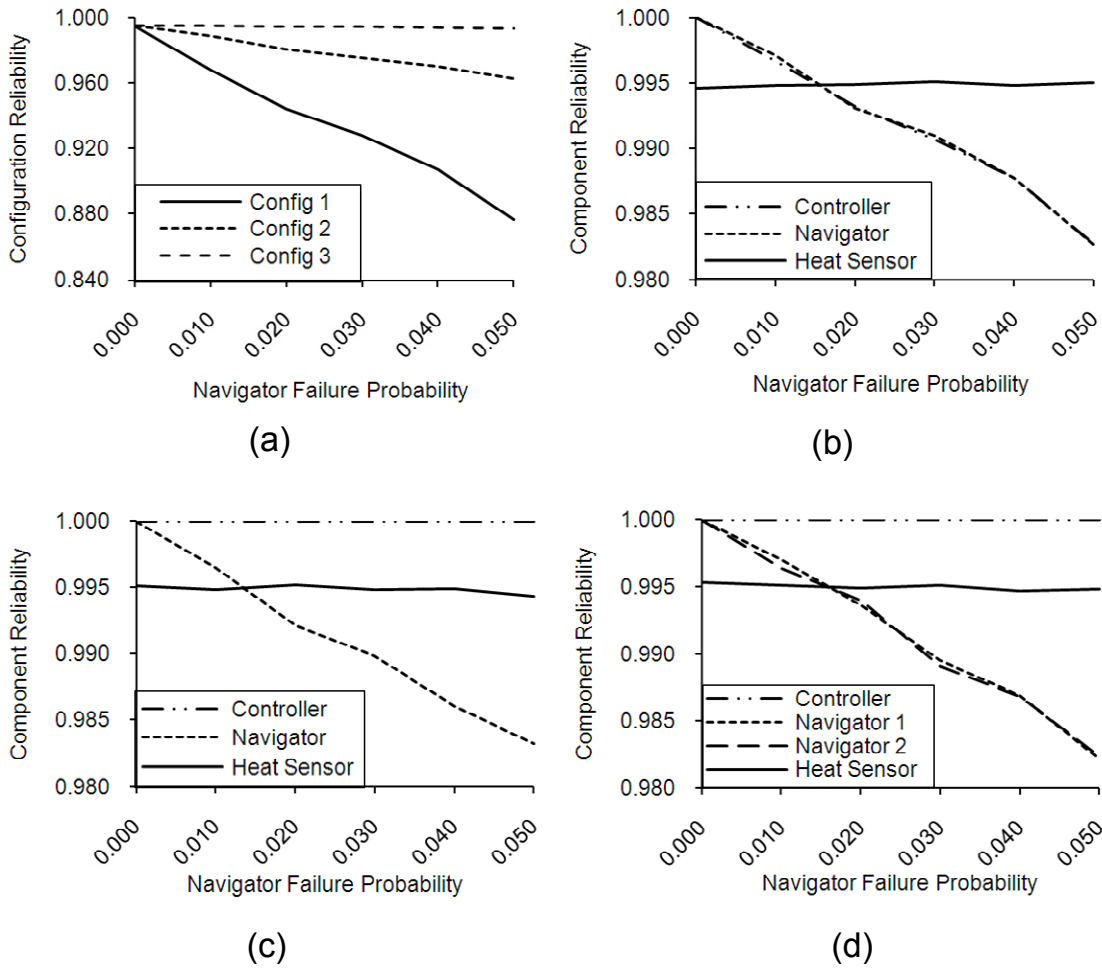 Configuration Reliability
1.000
0.960
0.920
0.880
0.840
Config 1
Config 2
Config 3
0.000
0.010
0.020
0.030
0.040
0.050
Navigator Failure Probability
(a)
Component Reliability
1.000
0.995
0.990
0.985
0.980
Controller
Navigator
Heat Sensor
0.000
0.010
0.020
0.030
0.040
0.050
Navigator Failure Probability
(b)
Component Reliability
1.000
0.995
0.990
0.985
0.980
Controller
Navigator
Heat Sensor
0.000
0.010
0.020
0.030
0.040
0.050
Navigator Failure Probability
(c)
Component Reliability
1.000
0.995
0.990
0.985
0.980
Controller
Navigator 1
Navigator 2
Heat Sensor
0.000
0.010
0.020
0.030
0.040
0.050
Navigator Failure Probability
(d)